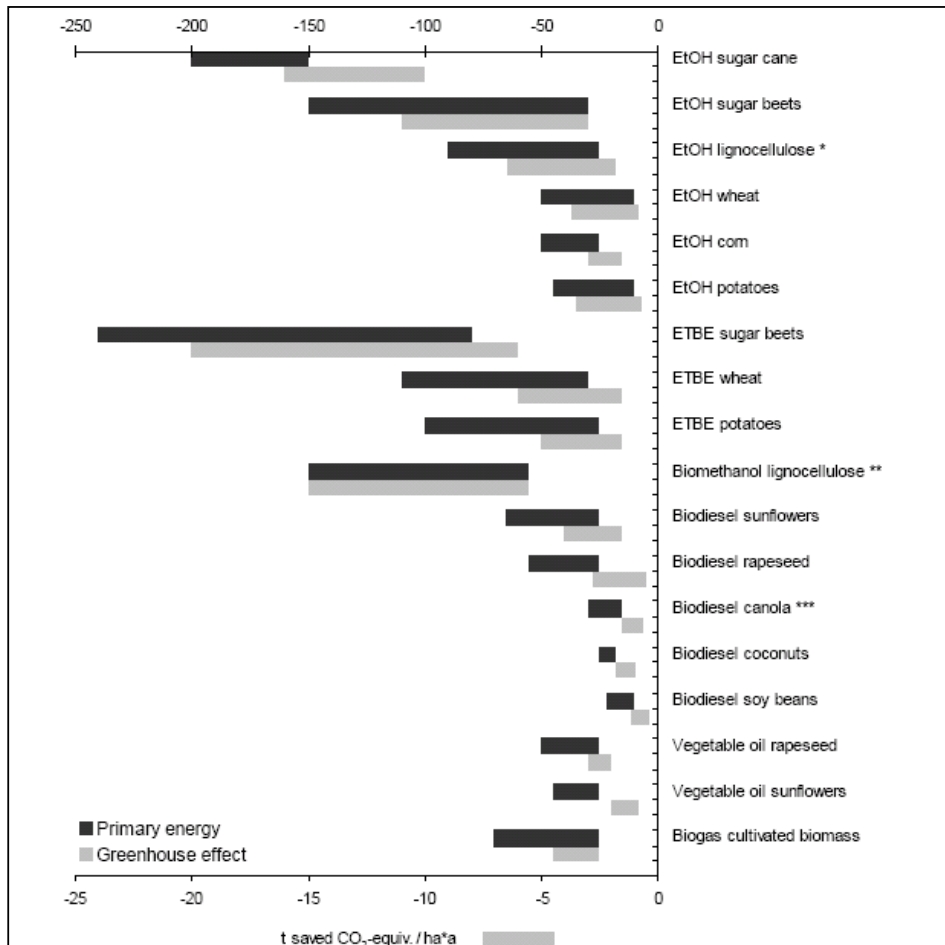 -250 -200 -150 -100 -50 0
EtOH sugar cane
EtOH sugar beets
EtOH lignocellulose *
EtOH wheat
EtOH corn
EtOH potatoes
ETBE sugar beets
ETBE wheat
ETBE potatoes
Biomethanol lignocellulose **
Biodiesel sunflowers
Biodiesel rapeseed
Biodiesel canola ***
Biodiesel coconuts
Biodiesel soy beans
Vegetable oil rapeseed
Vegetable oil sunflowers
Biogas cultivated biomass
Primary energy
Greenhouse effect
-25 -20 -15 -10 -5 0
t saved CO₂-equiv. / ha*a